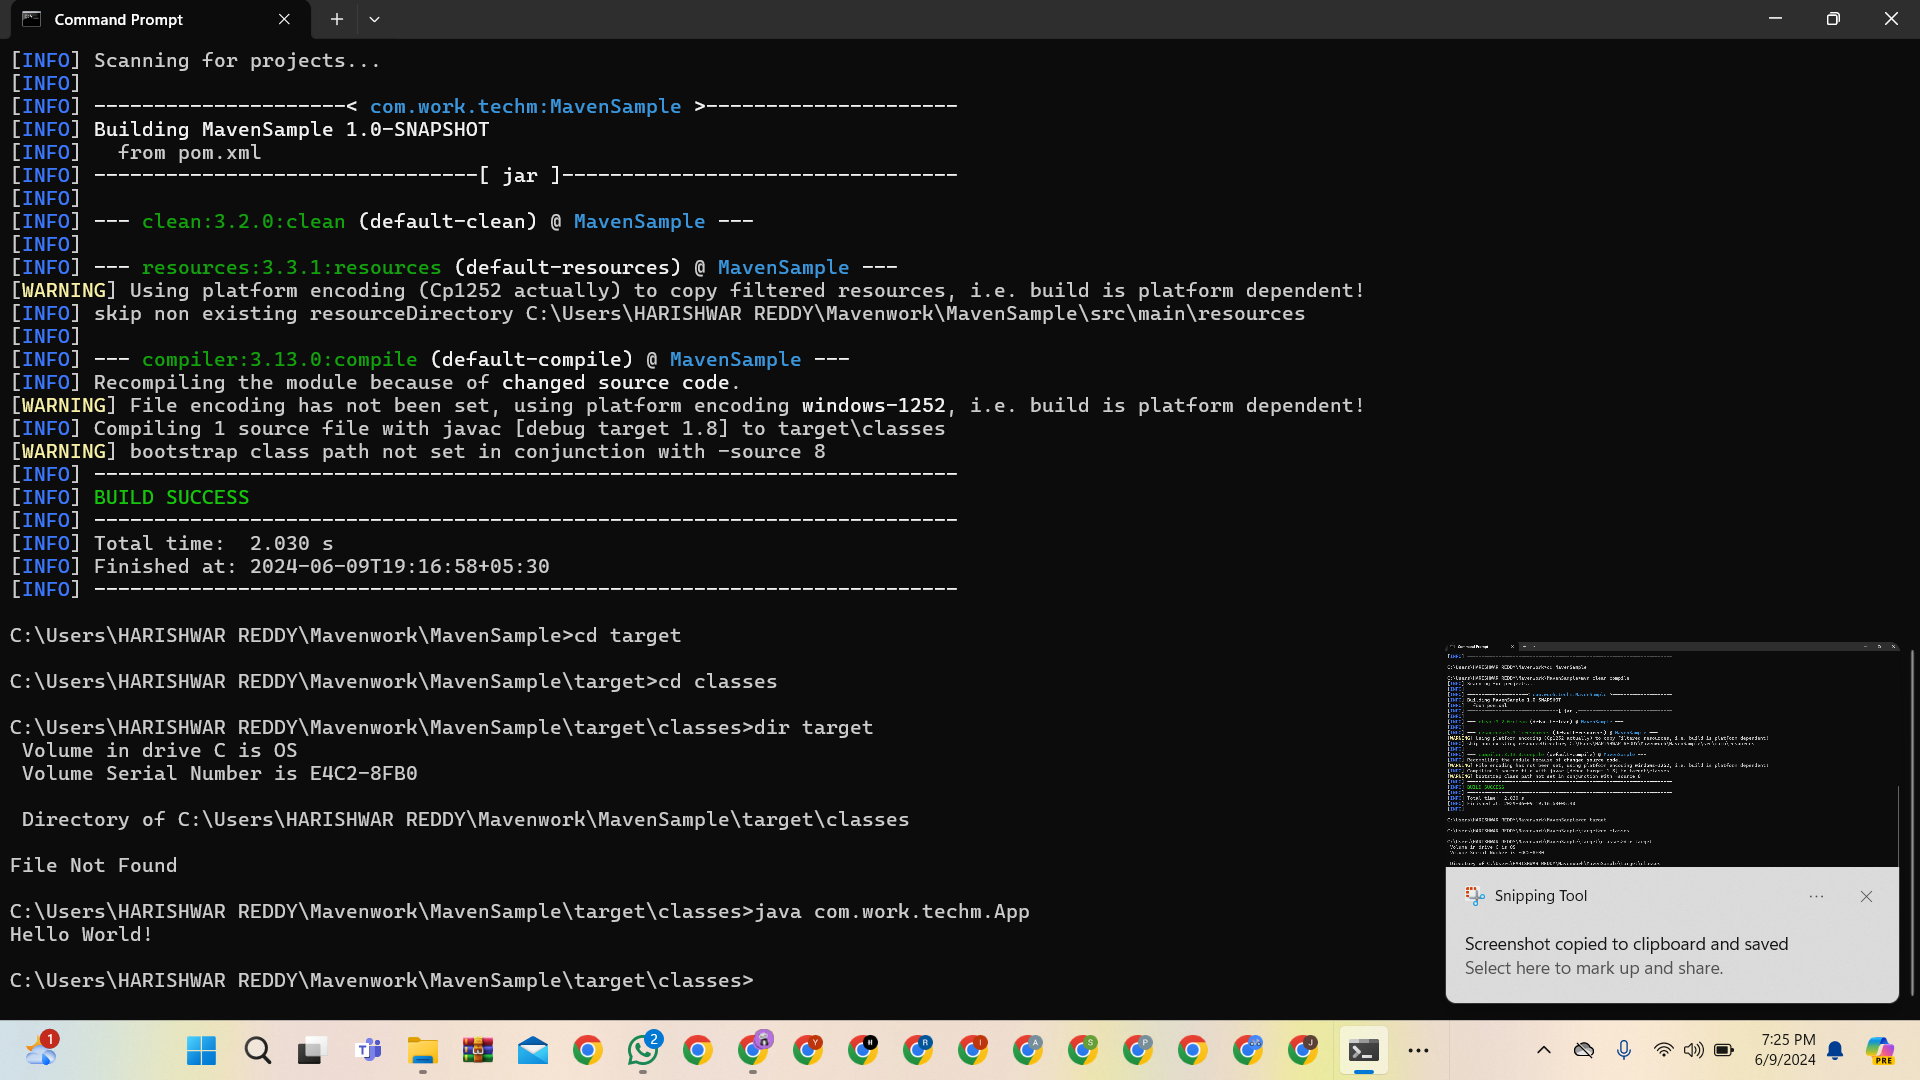 Command Prompt
[INFO] Scanning for projects...
[INFO]
[INFO] ---------------------< com.work.techm:MavenSample >---------------------
[INFO] Building MavenSample 1.0-SNAPSHOT
[INFO]   from pom.xml
[INFO] --------------------------------[ jar ]---------------------------------
[INFO]
[INFO] --- clean:3.2.0:clean (default-clean) @ MavenSample ---
[INFO]
[INFO] --- resources:3.3.1:resources (default-resources) @ MavenSample ---
[WARNING] Using platform encoding (Cp1252 actually) to copy filtered resources, i.e. build is platform dependent!
[INFO] skip non existing resourceDirectory C:\Users\HARISHWAR REDDY\Mavenwork\MavenSample\src\main\resources
[INFO]
[INFO] --- compiler:3.13.0:compile (default-compile) @ MavenSample ---
[INFO] Recompiling the module because of changed source code.
[WARNING] File encoding has not been set, using platform encoding windows-1252, i.e. build is platform dependent!
[INFO] Compiling 1 source file with javac [debug target 1.8] to target\classes
[WARNING] bootstrap class path not set in conjunction with -source 8
[INFO] ------------------------------------------------------------------------
[INFO] BUILD SUCCESS
[INFO] ------------------------------------------------------------------------
[INFO] Total time:  2.030 s
[INFO] Finished at: 2024-06-09T19:16:58+05:30
[INFO] ------------------------------------------------------------------------
C:\Users\HARISHWAR REDDY\Mavenwork\MavenSample>cd target
C:\Users\HARISHWAR REDDY\Mavenwork\MavenSample\target>cd classes
C:\Users\HARISHWAR REDDY\Mavenwork\MavenSample\target\classes>dir target
 Volume in drive C is OS
 Volume Serial Number is E4C2-8FB0
 Directory of C:\Users\HARISHWAR REDDY\Mavenwork\MavenSample\target\classes
File Not Found
C:\Users\HARISHWAR REDDY\Mavenwork\MavenSample\target\classes>java com.work.techm.App
Hello World!
C:\Users\HARISHWAR REDDY\Mavenwork\MavenSample\target\classes>
Snipping Tool
Screenshot copied to clipboard and saved
Select here to mark up and share.
1
2
7:25 PM
6/9/2024
PRE